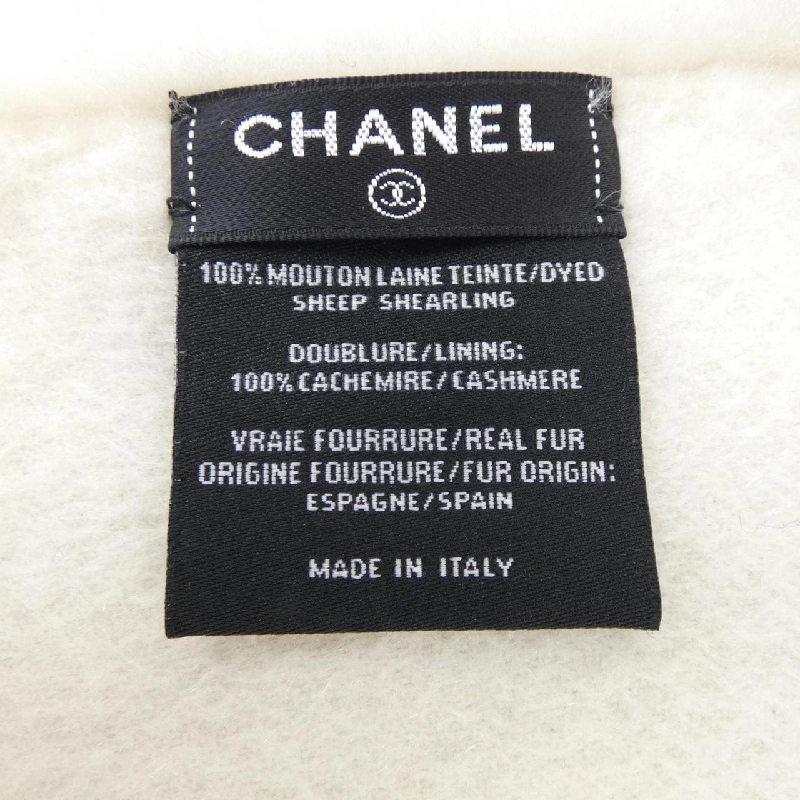 CHANEL
100% MOUTON LAINE TEINTE/DYED
SHEEP SHEARLING
DOUBLURE/LINING:
100% CACHEMIRE/CASHMERE
VRAIE FOURRURE/REAL FUR
ORIGINE FOURRURE/FUR ORIGIN:
ESPAGNE/SPAIN
MADE IN ITALY